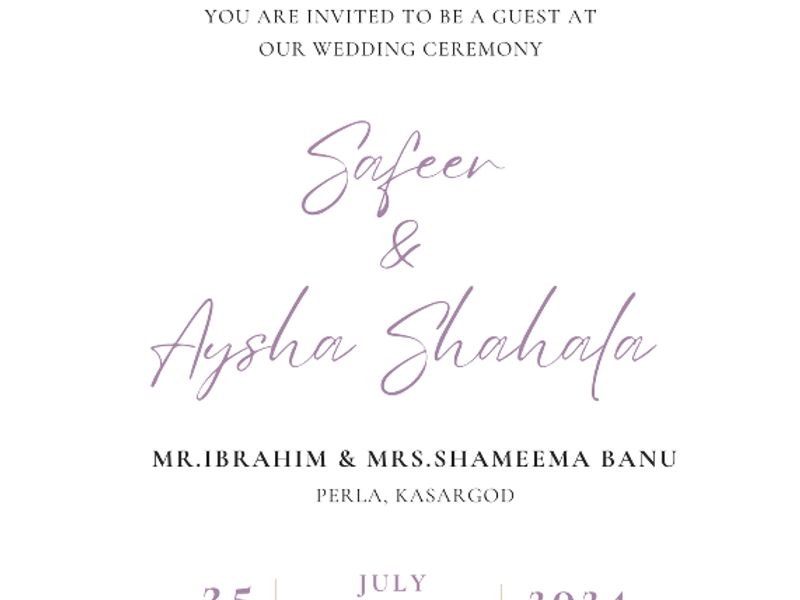 YOU ARE INVITED TO BE A GUEST AT
OUR WEDDING CEREMONY
Safeer
&
Aysha Shahala
MR.IBRAHIM & MRS.SHAMEEMA BANU
PERLA, KASARGOD
JULY